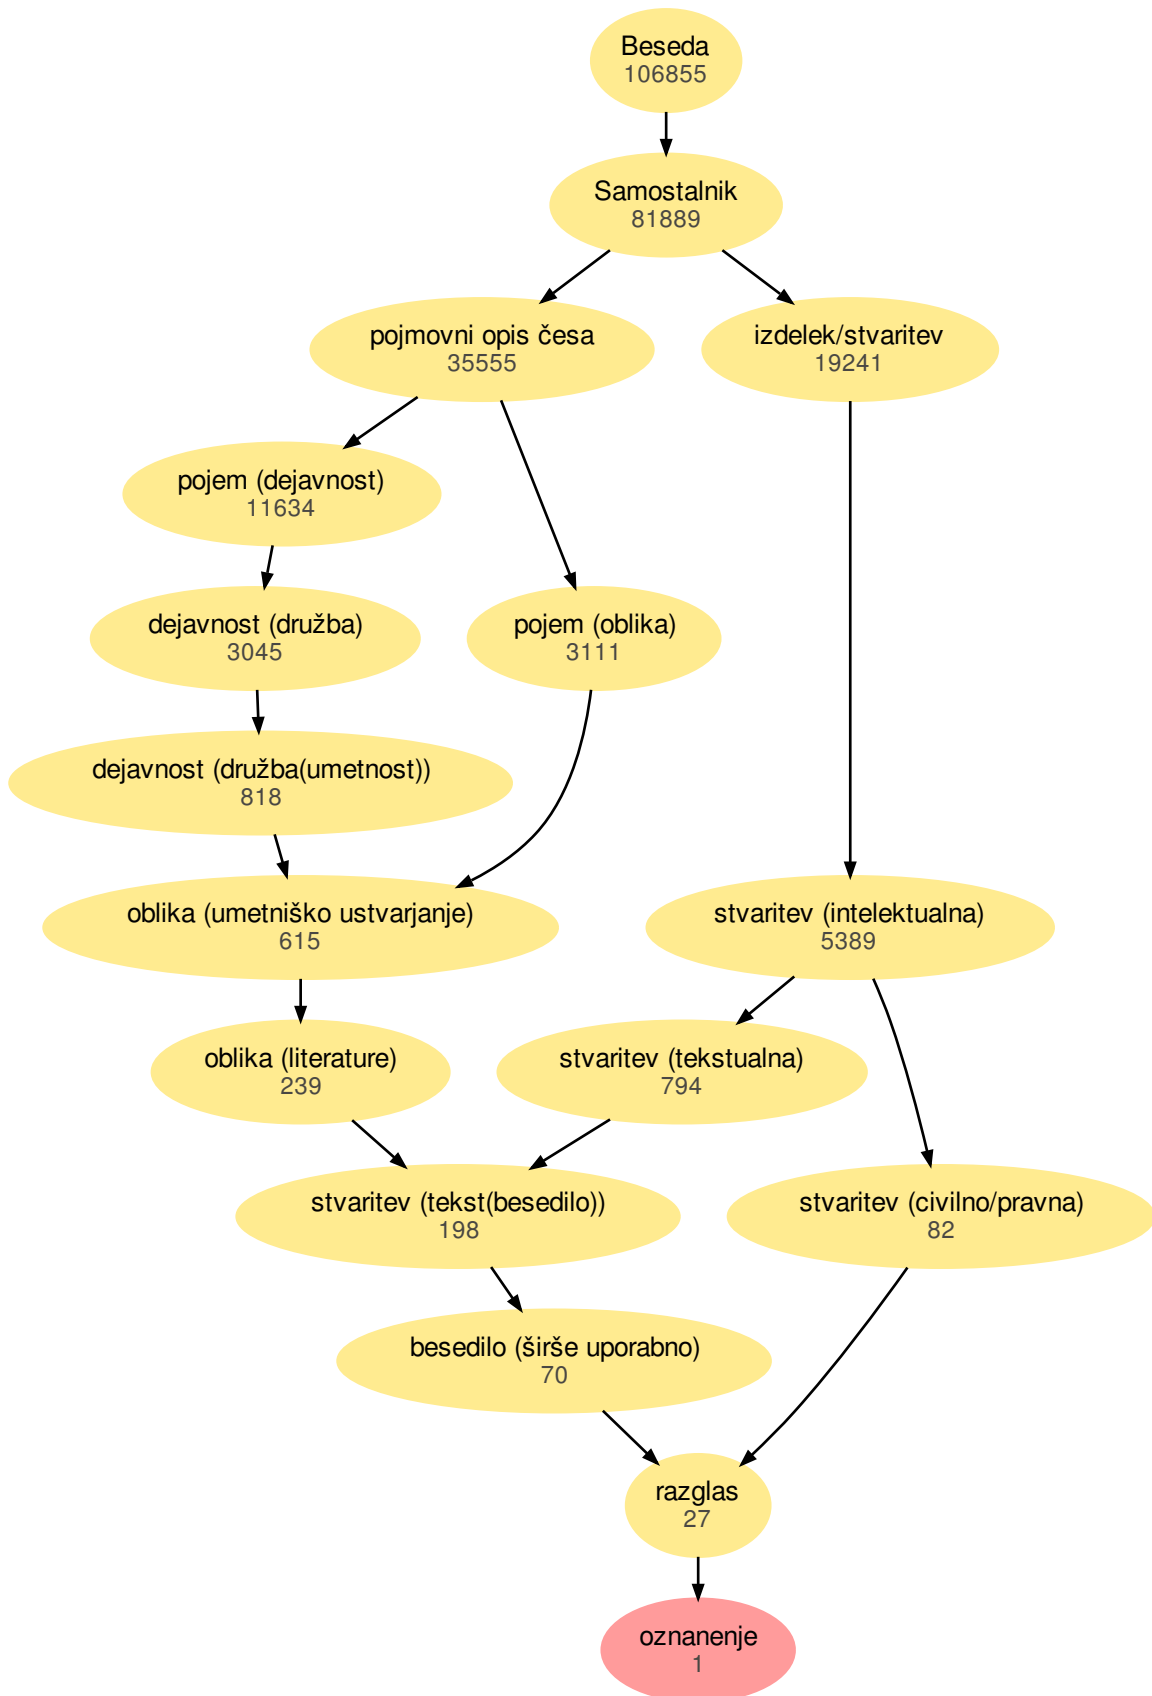 Beseda
106855
Samostalnik
81889
pojmovni opis česa
35555
izdelek/stvaritev
19241
pojem (dejavnost)
11634
dejavnost (družba)
3045
pojem (oblika)
3111
dejavnost (družba(umetnost))
818
oblika (umetniško ustvarjanje)
615
stvaritev (intelektualna)
5389
oblika (literature)
239
stvaritev (tekstualna)
794
stvaritev (tekst(besedilo))
198
stvaritev (civilno/pravna)
82
besedilo (širše uporabno)
70
razglas
27
oznanenje
1